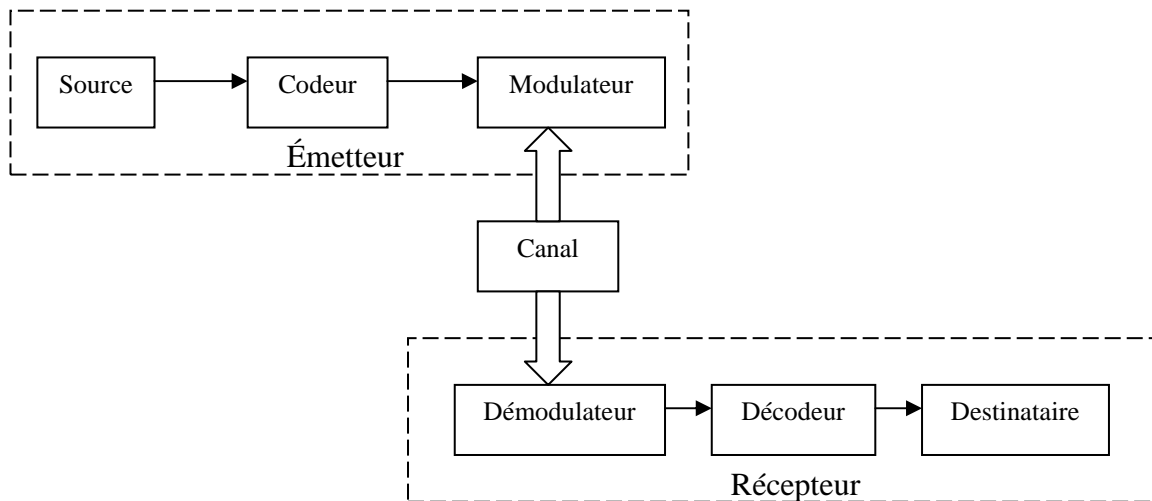 Source
Codeur
Modulateur
Émetteur
Canal
Démodulateur
Décodeur
Destinataire
Récepteur